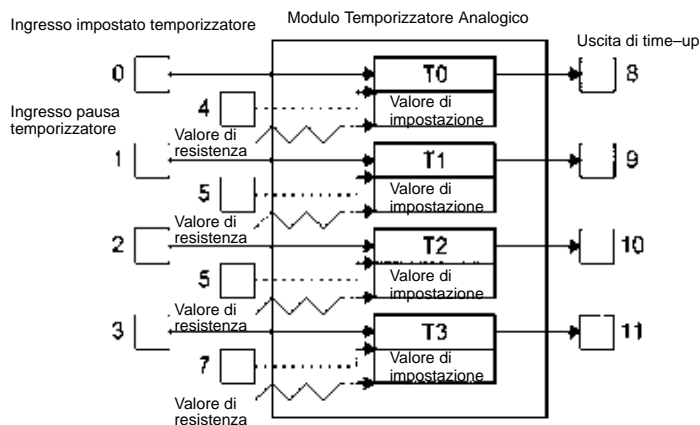 Modulo Temporizzatore Analogico
Ingresso impostato temporizzatore
Uscita di time–up
0
T0
8
4
Valore di
impostazione
Ingresso pausa
temporizzatore
Valore di
resistenza
1
T1
9
5
Valore di
impostazione
Valore di
resistenza
2
T2
10
5
Valore di
impostazione
Valore di
resistenza
3
T3
11
7
Valore di
impostazione
Valore di
resistenza